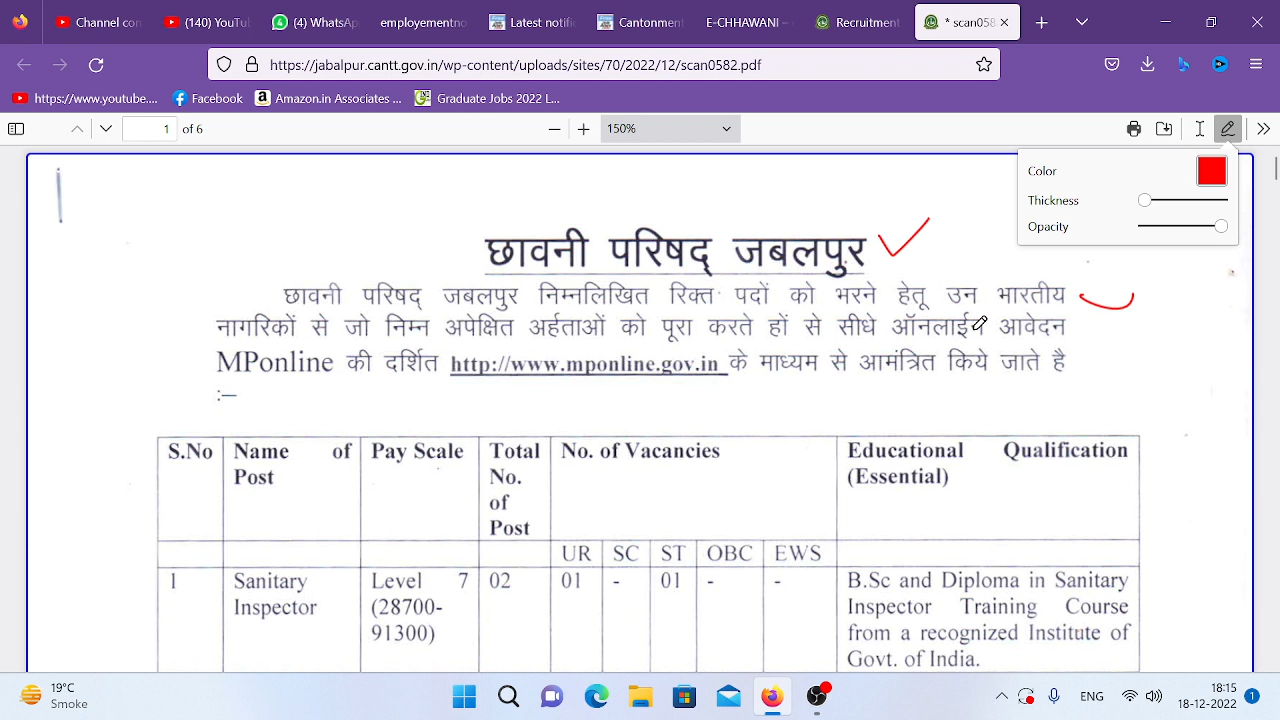 Control
(140) YouTu
(4) WhatsAp
employmentno
Latest notific
Cantonment
E-CHHAWANI –
Recruitment
* scan058
https://jabalpur.cantt.gov.in/wp-content/uploads/sites/70/2022/12/scan0582.pdf
https://www.youtube....
Facebook
Amazon.in Associates ...
Graduate Jobs 2022 I...
1 of 6
150%
Color
Thickness
Opacity
छावनी परिषद् जबलपुर
छावनी परिषद् जबलपुर निम्नलिखित रिक्त पदों को भरने हेतू उन भारतीय
नागरिकों से जो निम्न अपेक्षित अर्हताओं को पूरा करते हों से सीधे ऑनलाईन आवेदन
MPonline की दर्शित http://www.mponline.gov.in के माध्यम से आमंत्रित किये जाते है
:–
S.No Name of Post Pay Scale Total No. of Post No. of Vacancies Educational Qualification (Essential)
UR SC ST OBC EWS
1 Sanitary Inspector Level 7 (28700-91300) 02 01 - 01 - - B.Sc and Diploma in Sanitary Inspector Training Course from a recognized Institute of Govt. of India.
19°C
Smoke
ENG
18:15
18-12-2022
1